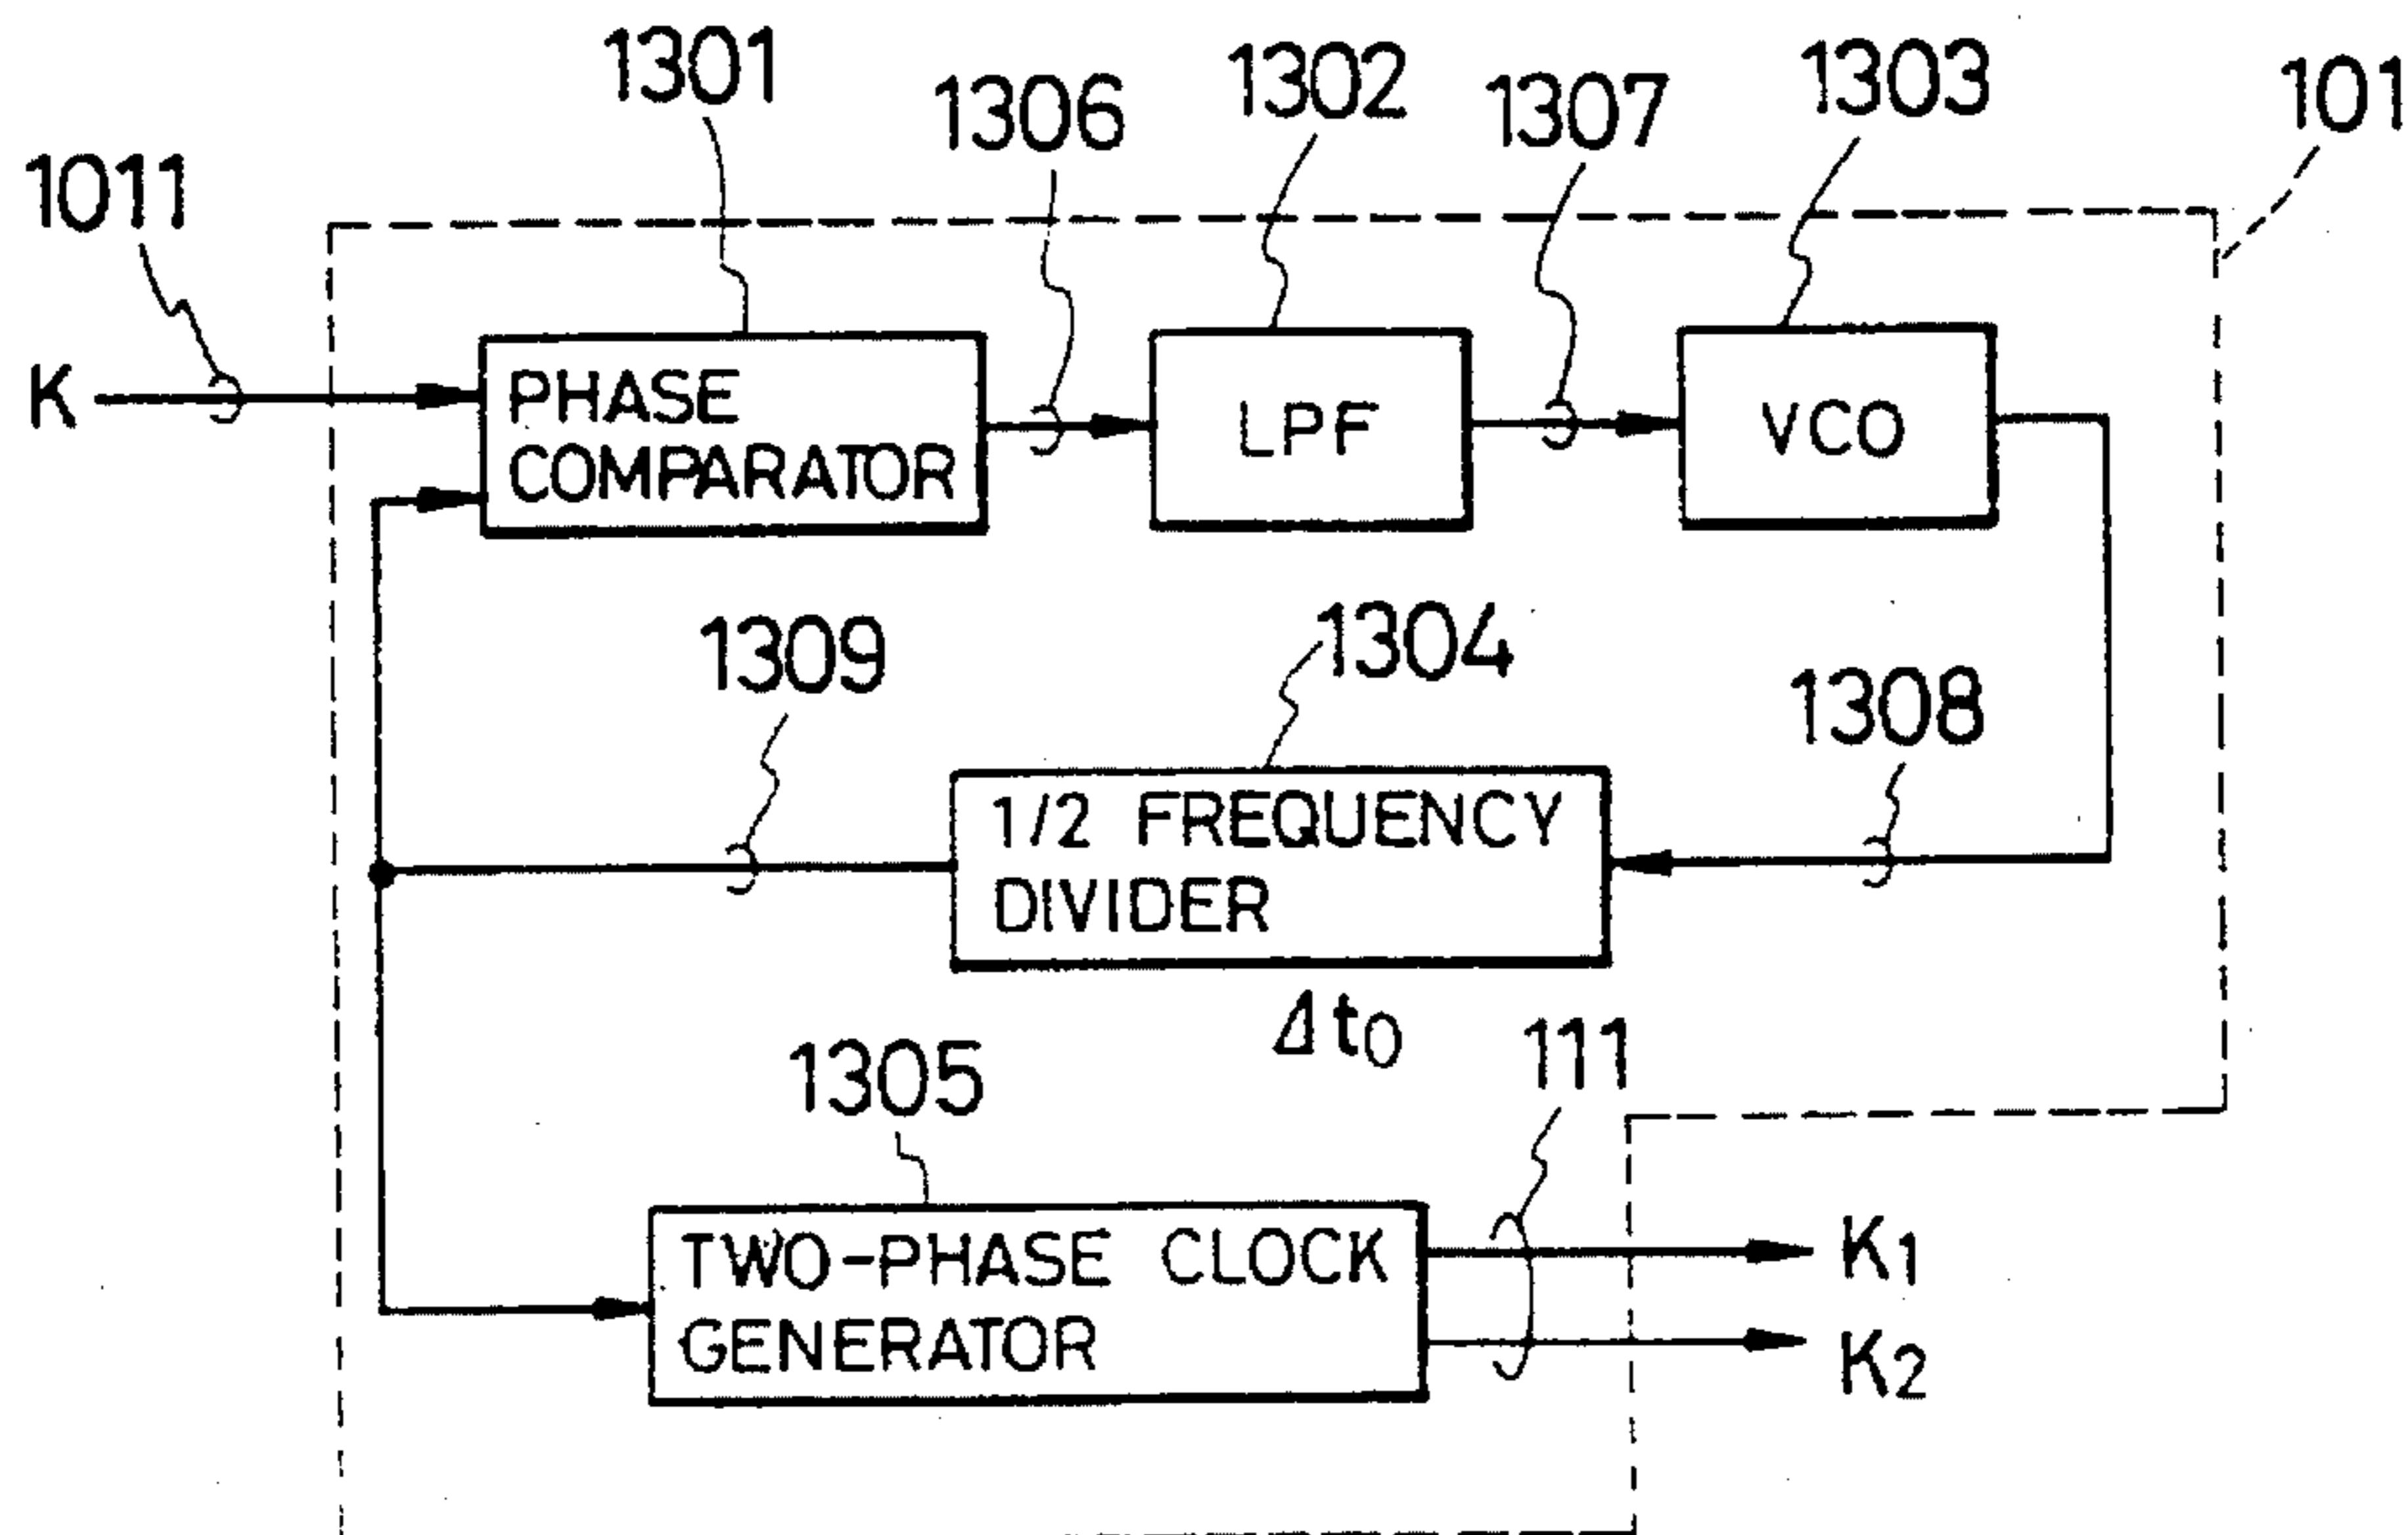 1301
1302
1303
101
1306
1307
1011
K
PHASE
COMPARATOR
LPF
VCO
1309
1304
1308
1/2 FREQUENCY
DIVIDER
Δt0
111
1305
TWO-PHASE CLOCK
GENERATOR
K1
K2